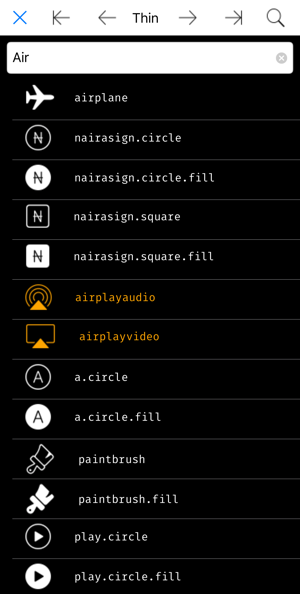 Thin
Air
airplane
nairasign.circle
nairasign.circle.fill
nairasign.square
nairasign.square.fill
airplayaudio
airplayvideo
A a.circle
A a.circle.fill
paintbrush
paintbrush.fill
play.circle
play.circle.fill